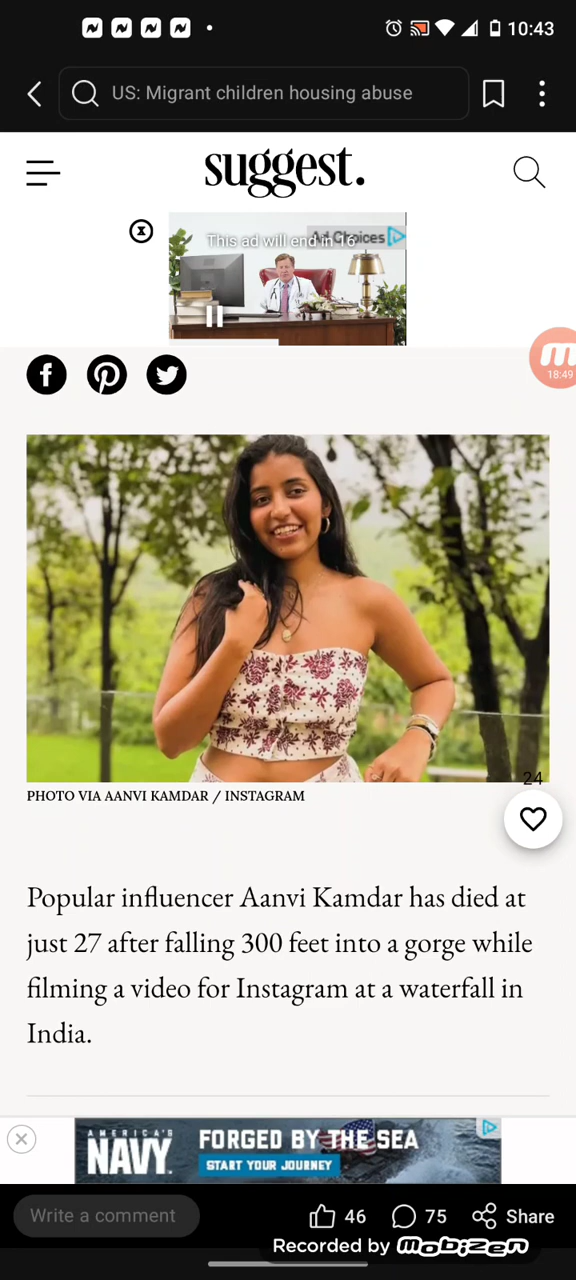 10:43
US: Migrant children housing abuse
suggest.
This ad will end in 16
AdChoices
18:49
24
PHOTO VIA AANVI KAMDAR / INSTAGRAM
Popular influencer Aanvi Kamdar has died at
just 27 after falling 300 feet into a gorge while
filming a video for Instagram at a waterfall in
India.
AMERICA'S
NAVY
FORGED BY THE SEA
START YOUR JOURNEY
Write a comment
46
75
Share
Recorded by mobizen